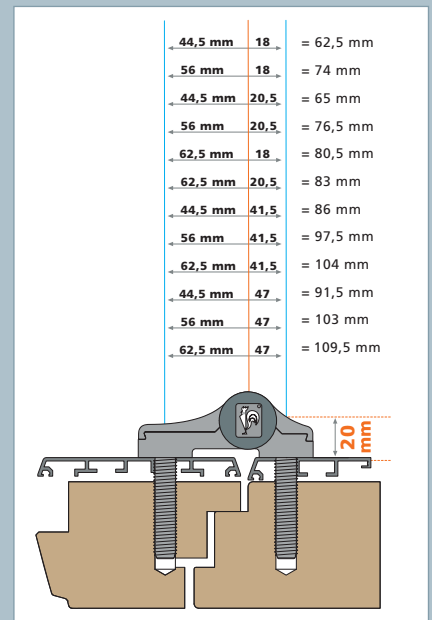 44,5 mm 18 = 62,5 mm
56 mm 18 = 74 mm
44,5 mm 20,5 = 65 mm
56 mm 20,5 = 76,5 mm
62,5 mm 18 = 80,5 mm
62,5 mm 20,5 = 83 mm
44,5 mm 41,5 = 86 mm
56 mm 41,5 = 97,5 mm
62,5 mm 41,5 = 104 mm
44,5 mm 47 = 91,5 mm
56 mm 47 = 103 mm
62,5 mm 47 = 109,5 mm
20
mm